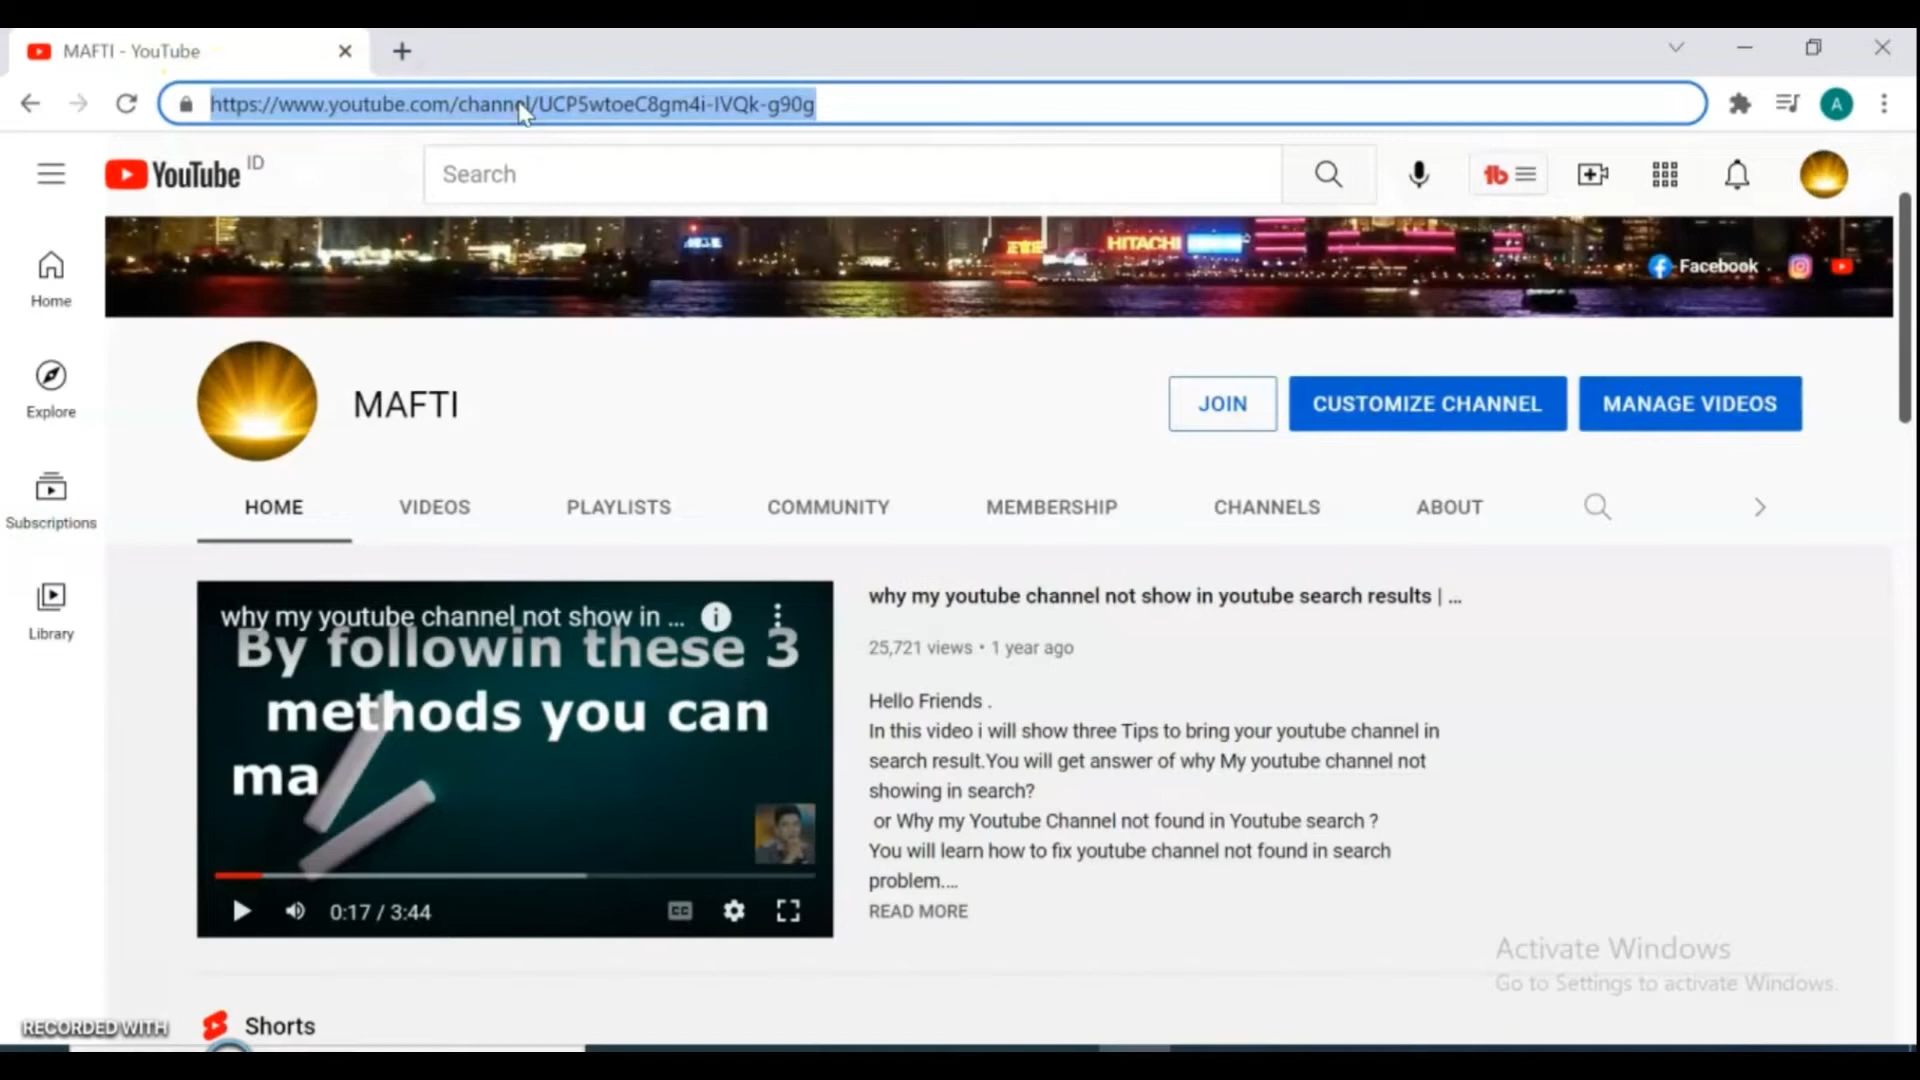 MAFTI - YouTube
https://www.youtube.com/channel/UCP5wtoeC8gm4i-IVQk-g90g
A
YouTube ID
Search
HITACHI
Facebook
Home
Explore
Subscriptions
Library
MAFTI
JOIN
CUSTOMIZE CHANNEL
MANAGE VIDEOS
HOME
VIDEOS
PLAYLISTS
COMMUNITY
MEMBERSHIP
CHANNELS
ABOUT
why my youtube channel not show in ...
By followin these 3
methods you can
ma
0:17 / 3:44
CC
why my youtube channel not show in youtube search results | ...
25,721 views • 1 year ago
Hello Friends .
In this video i will show three Tips to bring your youtube channel in
search result.You will get answer of why My youtube channel not
showing in search?
or Why my Youtube Channel not found in Youtube search ?
You will learn how to fix youtube channel not found in search
problem....
READ MORE
Activate Windows
Go to Settings to activate Windows.
RECORDED WITH
Shorts